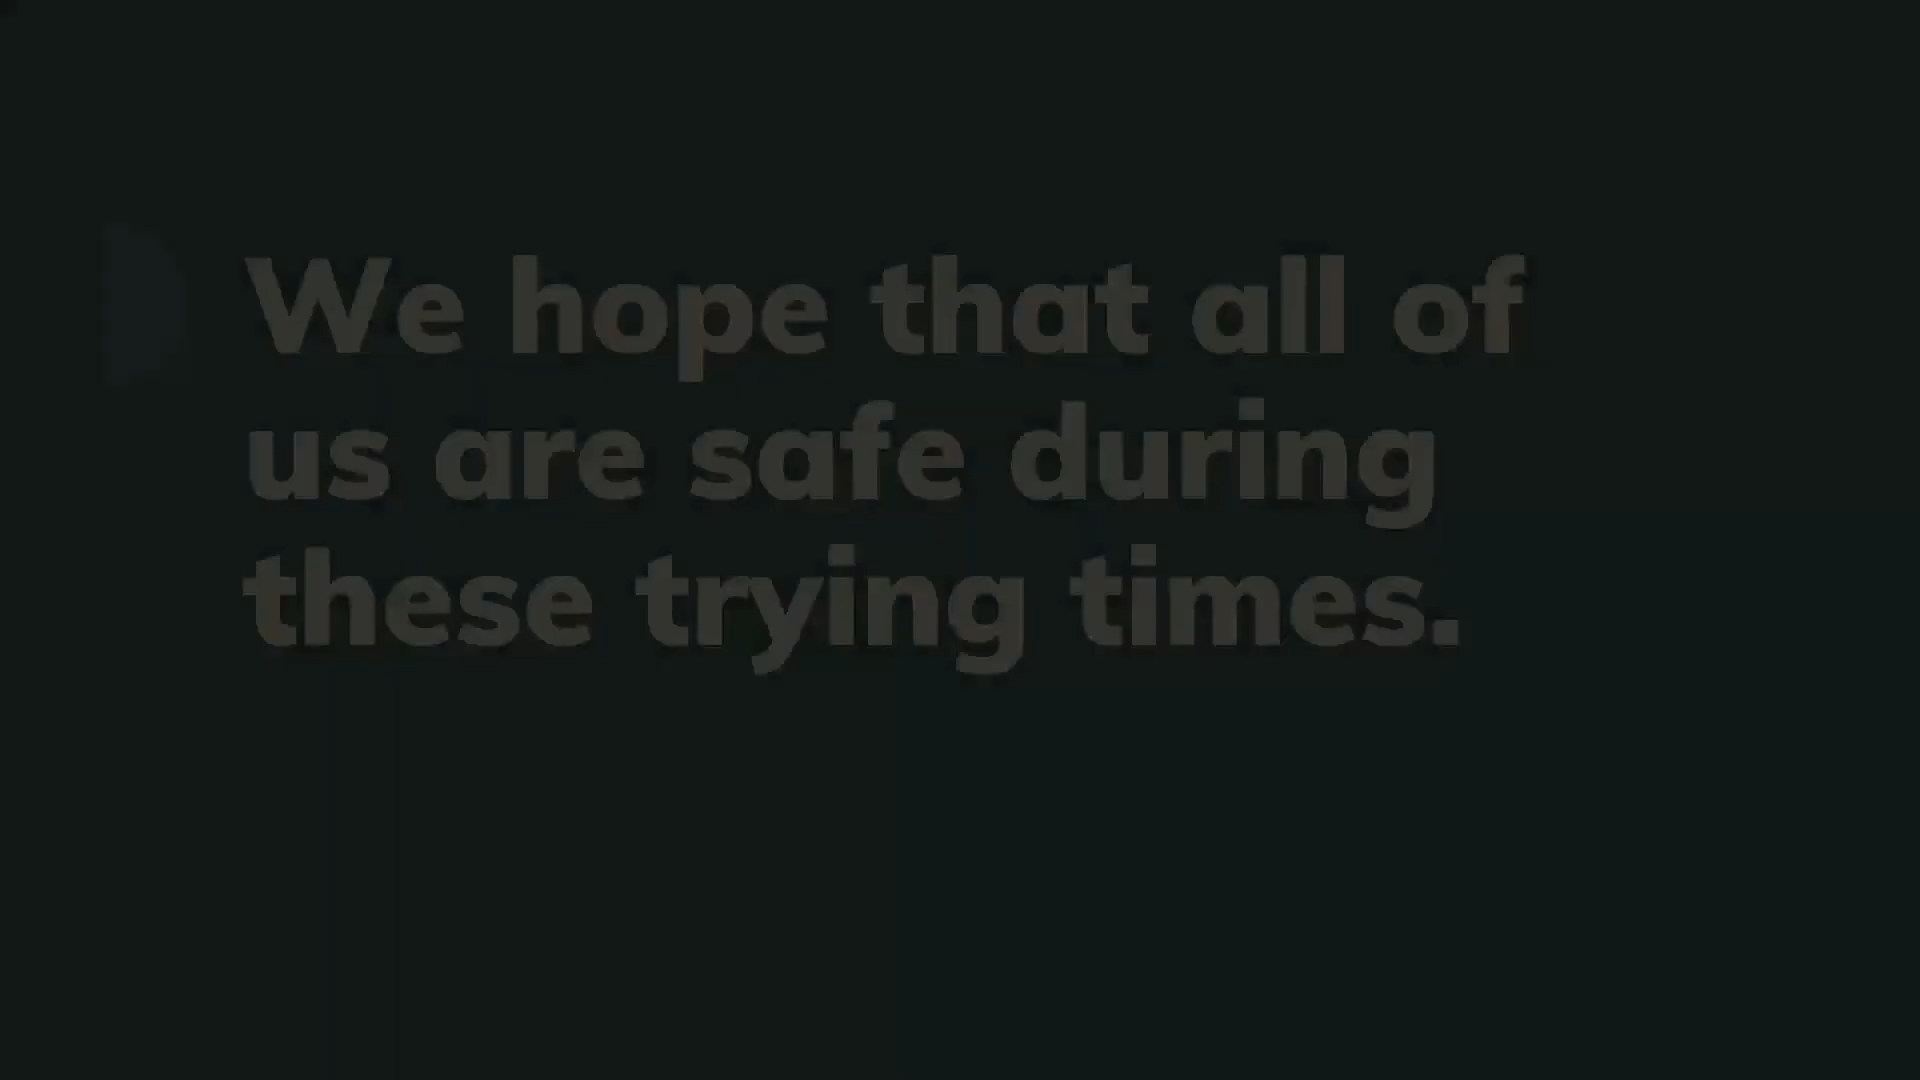 We hope that all of
us are safe during
these trying times.